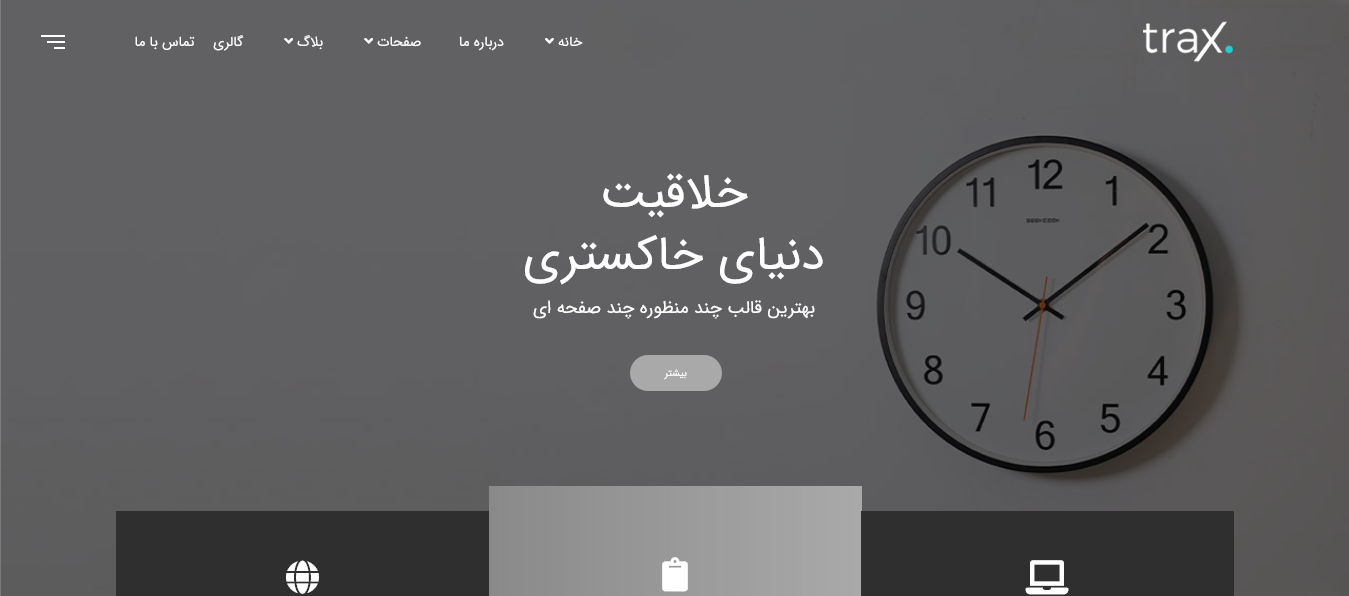 trax.
خانه
درباره ما
صفحات
بلاگ
گالری
تماس با ما
خلاقیت
دنیای خاکستری
بهترین قالب چند منظوره چند صفحه ای
بیشتر
12
1
2
3
4
5
6
7
8
9
10
11